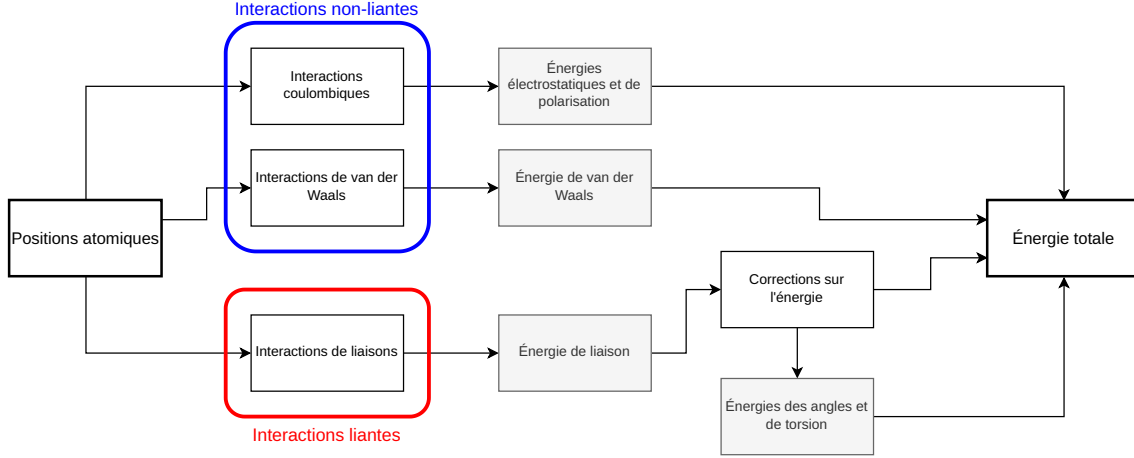 Interactions non-liantes
Interactions
coulombiques
Énergies
électrostatiques et de
polarisation
Interactions de van der
Waals
Énergie de van der
Waals
Positions atomiques
Énergie totale
Corrections sur
l'énergie
Interactions de liaisons
Énergie de liaison
Énergies des angles et
de torsion
Interactions liantes